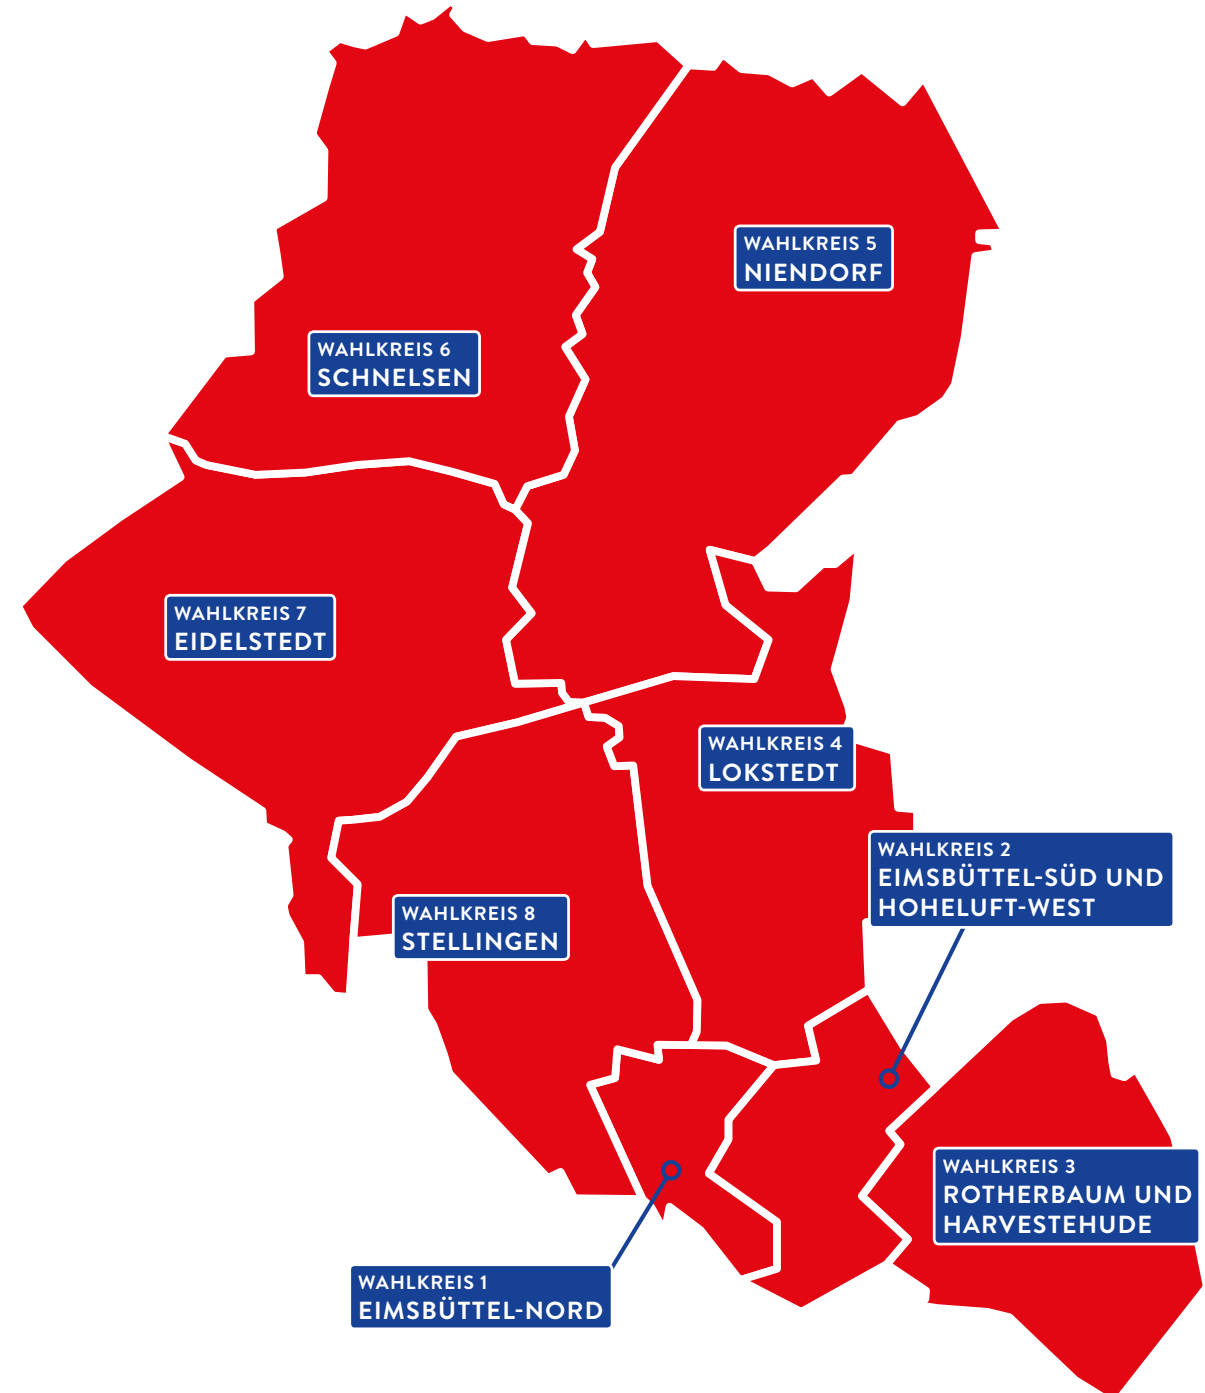 WAHLKREIS 5
NIENDORF
WAHLKREIS 6
SCHNELSEN
WAHLKREIS 7
EIDELSTEDT
WAHLKREIS 4
LOKSTEDT
WAHLKREIS 2
EIMSBÜTTEL-SÜD UND
HOHELUFT-WEST
WAHLKREIS 8
STELLINGEN
WAHLKREIS 3
ROTHERBAUM UND
HARVESTEHUDE
WAHLKREIS 1
EIMSBÜTTEL-NORD